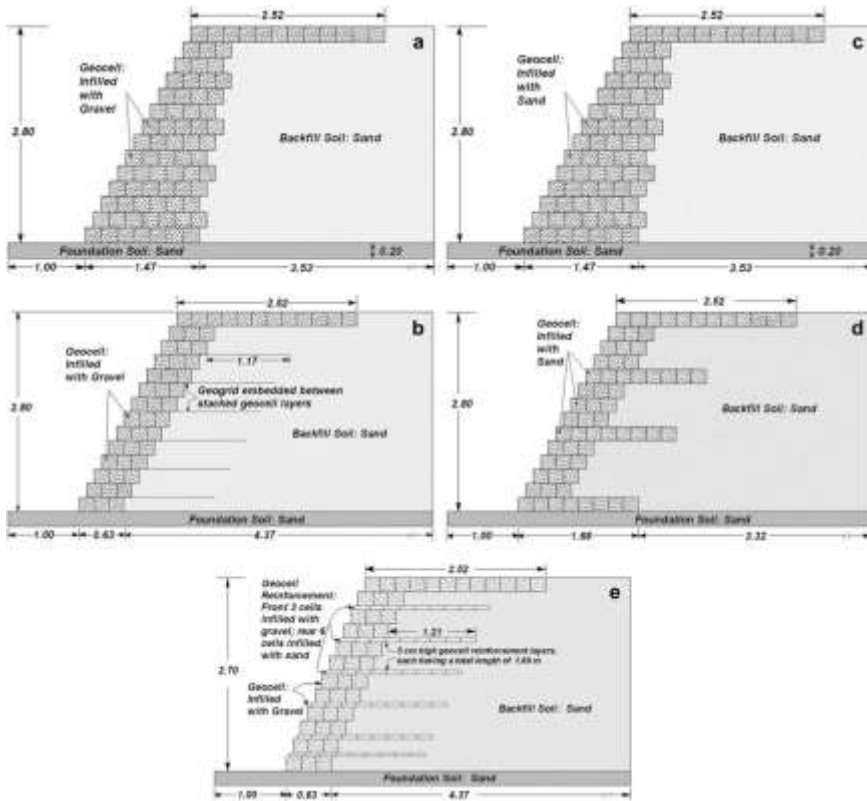 2.52
a
Geocell:
Infilled
with
Gravel
2.80
Backfill Soil: Sand
Foundation Soil: Sand
0.20
1.00
1.47
3.53
2.52
c
Geocell:
Infilled
with
Sand
2.80
Backfill Soil: Sand
Foundation Soil: Sand
0.20
1.00
1.47
3.53
2.52
b
Geocell:
Infilled
with Gravel
1.17
Geogrid embedded between
stacked geocell layers
2.80
Backfill Soil: Sand
Foundation Soil: Sand
1.00
0.63
4.37
2.52
d
Geocell:
Infilled
with
Sand
2.80
Backfill Soil: Sand
Foundation Soil: Sand
1.00
1.68
3.32
e
Geocell
Reinforcement:
Front 3 cells
infilled with
gravel; rear 6
cells infilled
with sand
1.21
5 cm high geocell reinforcement layers,
each having a total length of
2.70
Geocell:
Infilled
with Gravel
Backfill Soil: Sand
Foundation Soil: Sand
1.00
0.63
4.37